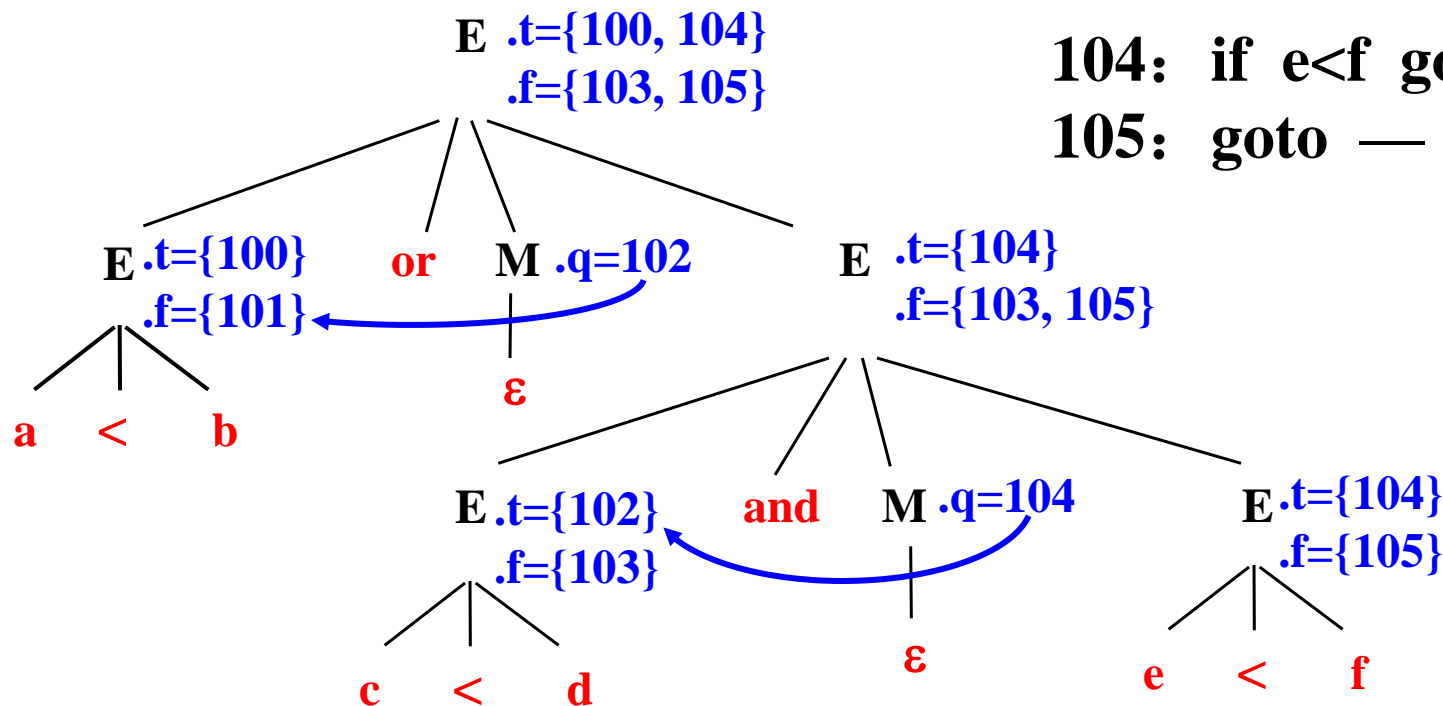 E .t={100, 104}
.f={103, 105}
104： if e<f go
105： goto —
E .t={100}
.f={101}
or
M .q=102
E .t={104}
.f={103, 105}
ε
a < b
E .t={102}
.f={103}
and
M .q=104
E .t={104}
.f={105}
ε
c < d
e < f